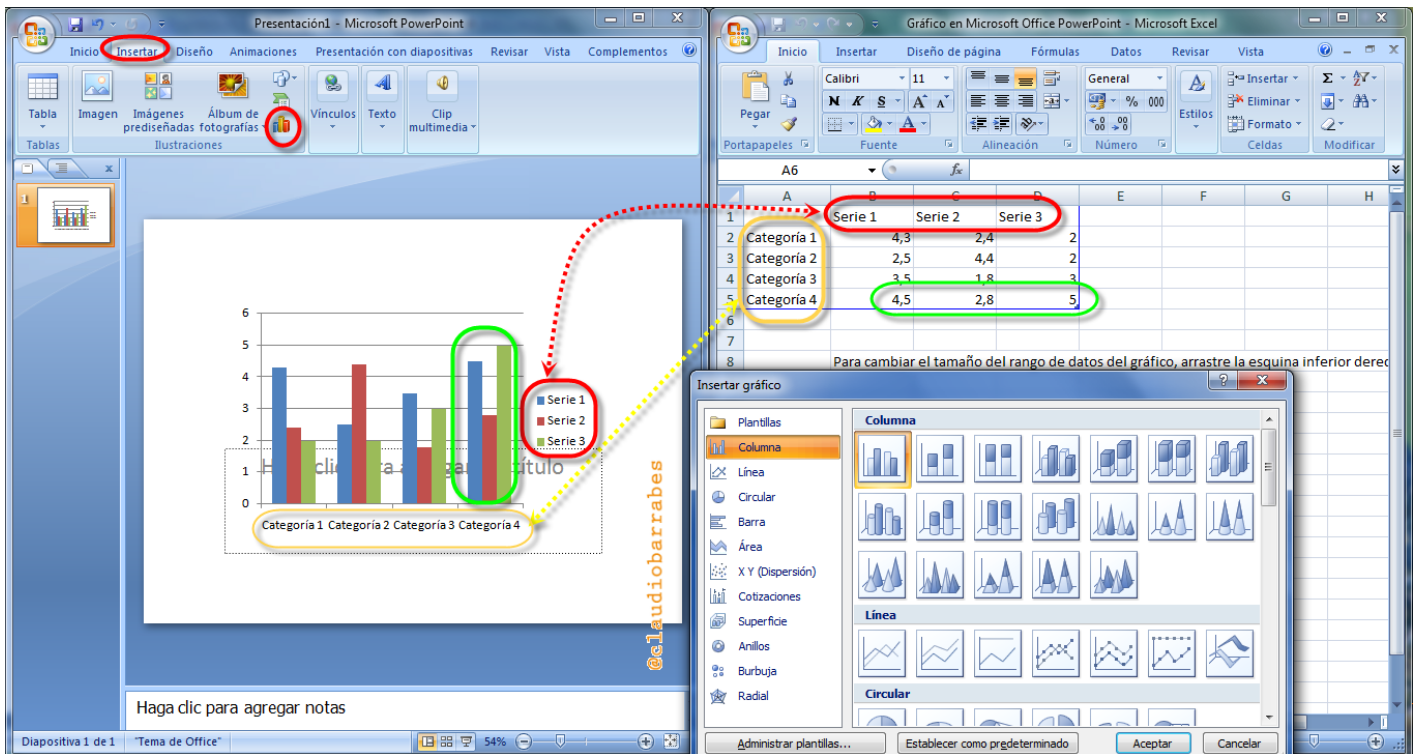 Presentación1 - Microsoft PowerPoint
Inicio Insertar Diseño Animaciones Presentación con diapositivas Revisar Vista Complementos
Tabla Imagen Imágenes prediseñadas Álbum de fotografías Vínculos Texto Clip multimedia
Tablas Ilustraciones
1
6
5
4
3
2
1
0
Serie 1
Serie 2
Serie 3
título
Categoría 1 Categoría 2 Categoría 3 Categoría 4
@claudiobarrabes
Haga clic para agregar notas
Diapositiva 1 de 1 "Tema de Office" 54%
Gráfico en Microsoft Office PowerPoint - Microsoft Excel
Inicio Insertar Diseño de página Fórmulas Datos Revisar Vista
Calibri 11 General Insertar Σ
Pegar N K S A A % 000 Estilos Eliminar
A Formato
Portapapeles Fuente Alineación Número Celdas Modificar
A6 fx
A B C D E F G H
1 Serie 1 Serie 2 Serie 3
2 Categoría 1 4,3 2,4 2
3 Categoría 2 2,5 4,4 2
4 Categoría 3 3,5 1,8 3
5 Categoría 4 4,5 2,8 5
6
7
8 Para cambiar el tamaño del rango de datos del gráfico, arrastre la esquina inferior derec
Insertar gráfico
Plantillas
Columna
Línea
Circular
Barra
Área
X Y (Dispersión)
Cotizaciones
Superficie
Anillos
Burbuja
Radial
Columna
Línea
Circular
Administrar plantillas... Establecer como predeterminado Aceptar Cancelar